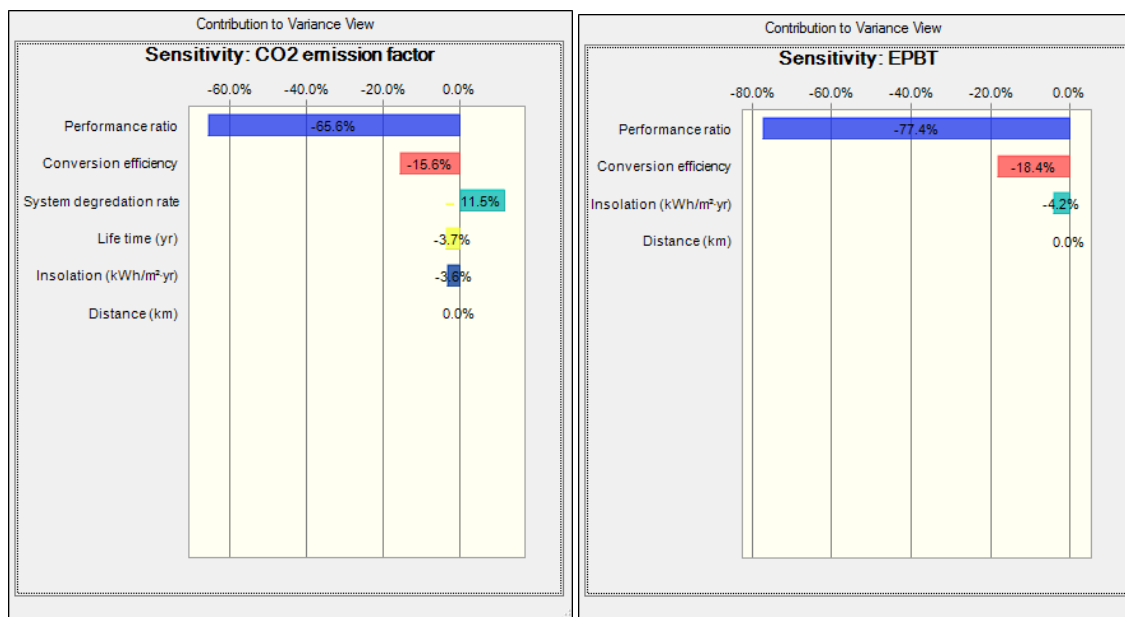 Contribution to Variance View
Sensitivity: CO2 emission factor
-60.0% -40.0% -20.0% 0.0%
Performance ratio -65.6%
Conversion efficiency -15.6%
System degredation rate 11.5%
Life time (yr) -3.7%
Insolation (kWh/m²·yr) -3.6%
Distance (km) 0.0%
Contribution to Variance View
Sensitivity: EPBT
-80.0% -60.0% -40.0% -20.0% 0.0%
Performance ratio -77.4%
Conversion efficiency -18.4%
Insolation (kWh/m²·yr) -4.2%
Distance (km) 0.0%